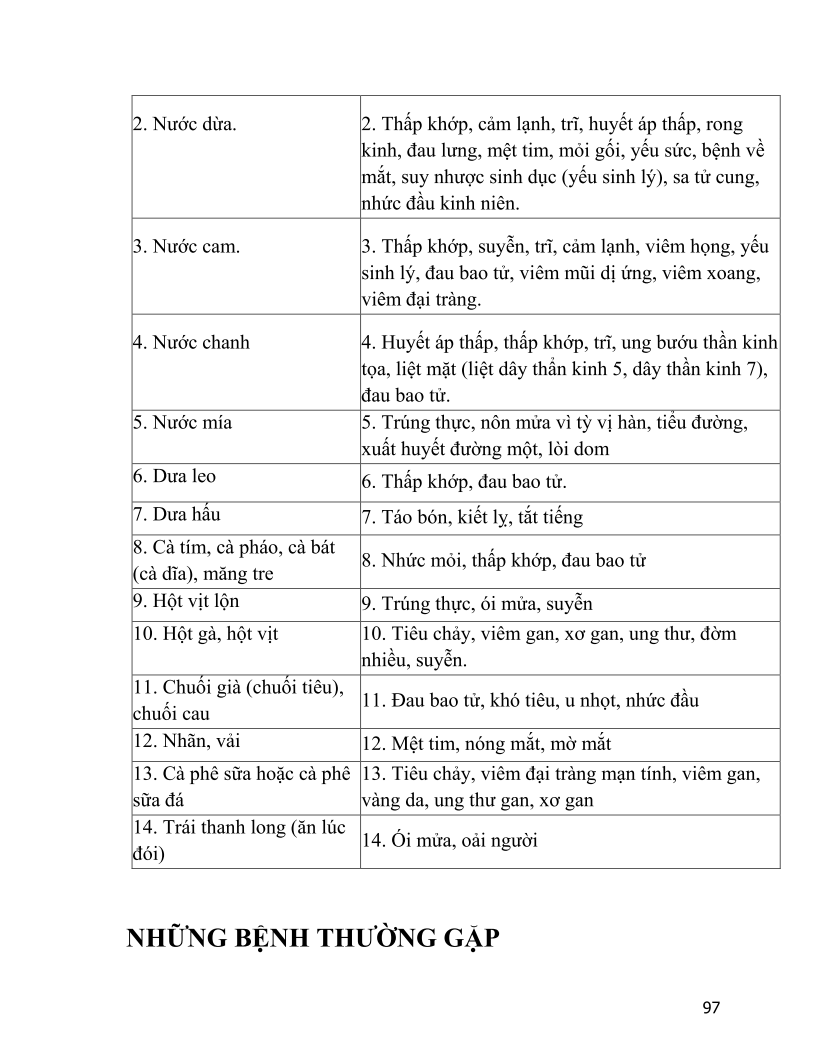 2. Nước dừa.
2. Thấp khớp, cảm lạnh, trĩ, huyết áp thấp, rong
kinh, đau lưng, mệt tim, mỏi gối, yếu sức, bệnh về
mắt, suy nhược sinh dục (yếu sinh lý), sa tử cung,
nhức đầu kinh niên.
3. Nước cam.
3. Thấp khớp, suyễn, trĩ, cảm lạnh, viêm họng, yếu
sinh lý, đau bao tử, viêm mũi dị ứng, viêm xoang,
viêm đại tràng.
4. Nước chanh
4. Huyết áp thấp, thấp khớp, trĩ, ung bướu thần kinh
tọa, liệt mặt (liệt dây thẩn kinh 5, dây thần kinh 7),
đau bao tử.
5. Nước mía
5. Trúng thực, nôn mửa vì tỳ vị hàn, tiểu đường,
xuất huyết đường một, lòi dom
6. Dưa leo
6. Thấp khớp, đau bao tử.
7. Dưa hấu
7. Táo bón, kiết lỵ, tắt tiếng
8. Cà tím, cà pháo, cà bát
(cà dĩa), măng tre
8. Nhức mỏi, thấp khớp, đau bao tử
9. Hột vịt lộn
9. Trúng thực, ói mửa, suyễn
10. Hột gà, hột vịt
10. Tiêu chảy, viêm gan, xơ gan, ung thư, đờm
nhiều, suyễn.
11. Chuối già (chuối tiêu),
chuối cau
11. Đau bao tử, khó tiêu, u nhọt, nhức đầu
12. Nhãn, vải
12. Mệt tim, nóng mắt, mờ mắt
13. Cà phê sữa hoặc cà phê
sữa đá
13. Tiêu chảy, viêm đại tràng mạn tính, viêm gan,
vàng da, ung thư gan, xơ gan
14. Trái thanh long (ăn lúc
đói)
14. Ói mửa, oải người
NHỮNG BỆNH THƯỜNG GẶP
97